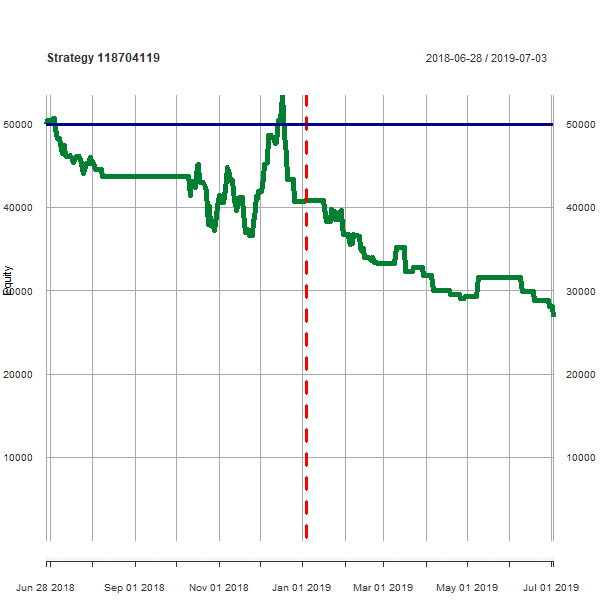 Strategy 118704119 2018-06-28 / 2019-07-03
50000 50000
40000 40000
Equity
30000 30000
20000 20000
10000 10000
Jun 28 2018 Sep 01 2018 Nov 01 2018 Jan 01 2019 Mar 01 2019 May 01 2019 Jul 01 2019